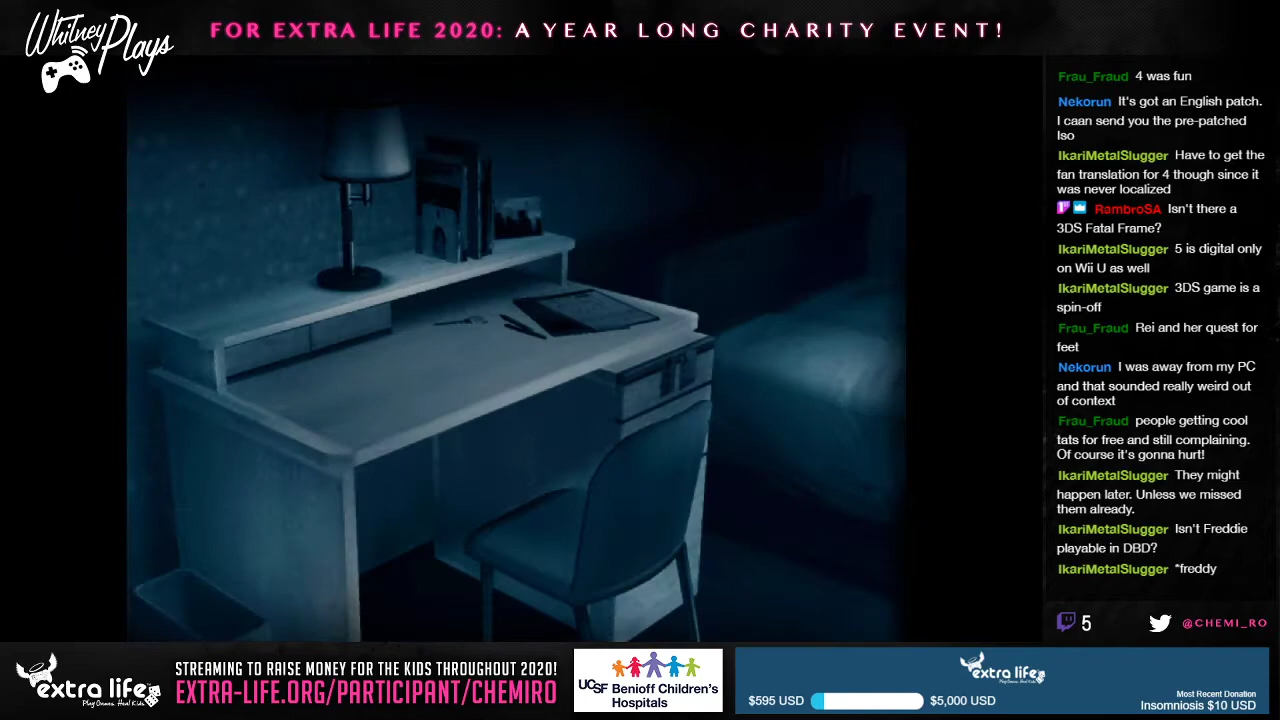 Whitney Plays
FOR EXTRA LIFE 2020: A YEAR LONG CHARITY EVENT!
Frau_Fraud 4 was fun
Nekorun It's got an English patch.
I caan send you the pre-patched
Iso
IkariMetalSlugger Have to get the
fan translation for 4 though since it
was never localized
RambroSA Isn't there a
3DS Fatal Frame?
IkariMetalSlugger 5 is digital only
on Wii U as well
IkariMetalSlugger 3DS game is a
spin-off
Frau_Fraud Rei and her quest for
feet
Nekorun I was away from my PC
and that sounded really weird out
of context
Frau_Fraud people getting cool
tats for free and still complaining.
Of course it's gonna hurt!
IkariMetalSlugger They might
happen later. Unless we missed
them already.
IkariMetalSlugger Isn't Freddie
playable in DBD?
IkariMetalSlugger *freddy
5
@CHEMI_RO
extra life
Play Games. Heal Kids.
STREAMING TO RAISE MONEY FOR THE KIDS THROUGHOUT 2020!
EXTRA-LIFE.ORG/PARTICIPANT/CHEMIRO
UCSF Benioff Children's
Hospitals
extra life
$595 USD
$5,000 USD
Most Recent Donation
Insomniosis $10 USD